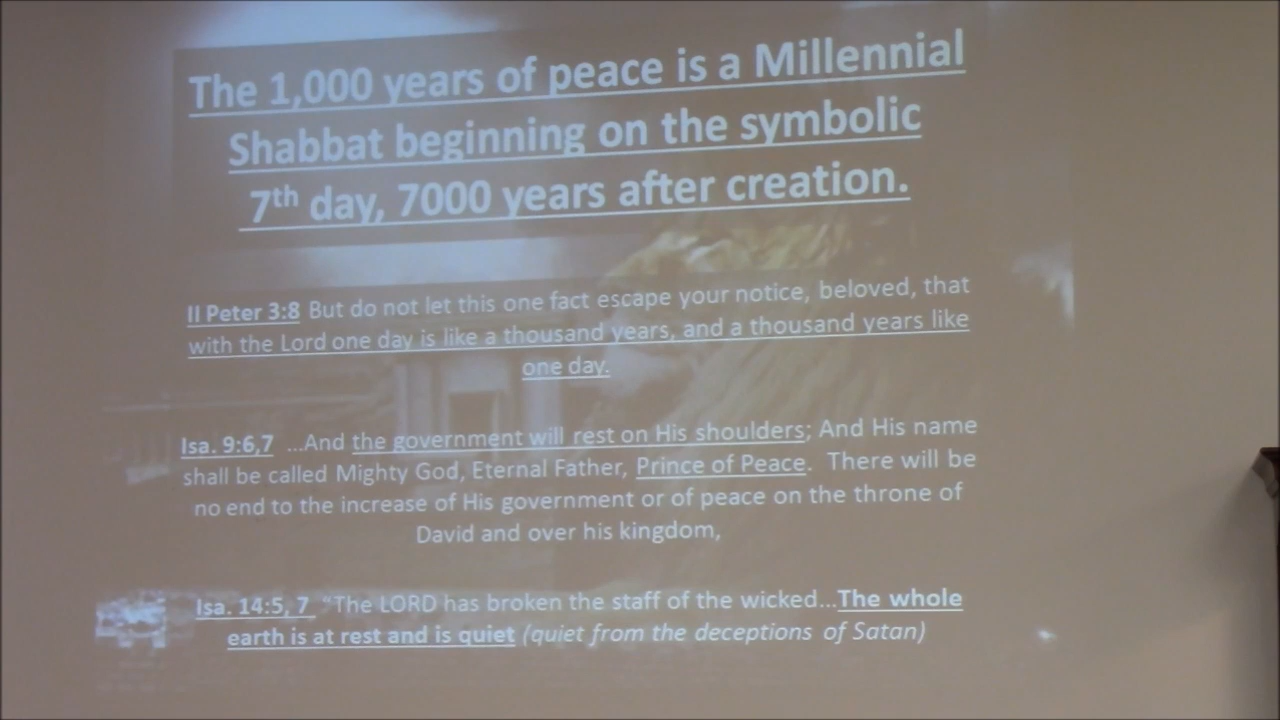 The 1,000 years of peace is a Millennial
Shabbat beginning on the symbolic
7th day, 7000 years after creation.
II Peter 3:8 But do not let this one fact escape your notice, beloved, that
with the Lord one day is like a thousand years, and a thousand years like
one day.
Isa. 9:6,7 ...And the government will rest on His shoulders; And His name
shall be called Mighty God, Eternal Father, Prince of Peace. There will be
no end to the increase of His government or of peace on the throne of
David and over his kingdom,
Isa. 14:5, 7 "The LORD has broken the staff of the wicked...The whole
earth is at rest and is quiet (quiet from the deceptions of Satan)